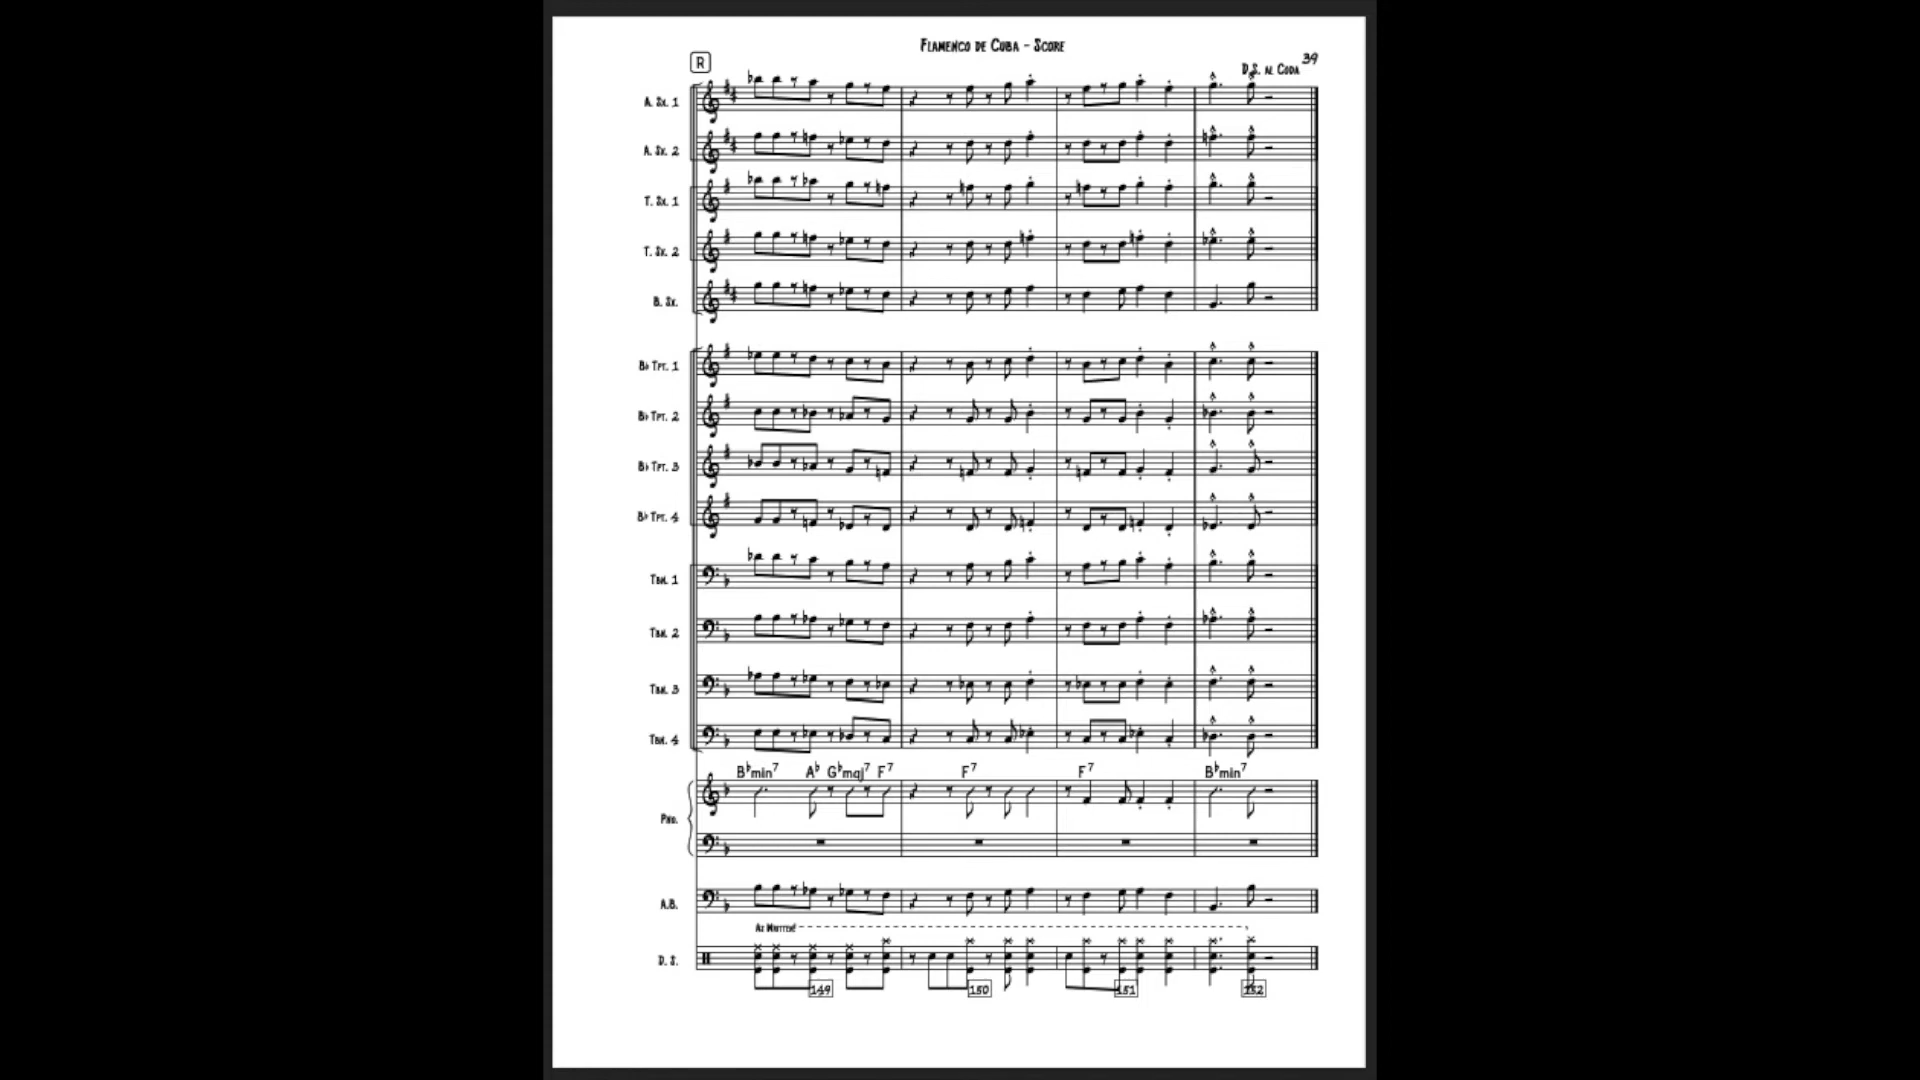 Flamenco de Cuba - Score
39
R
D.S. al Coda
A. Sx. 1
A. Sx. 2
T. Sx. 1
T. Sx. 2
B. Sx.
B♭ Tpt. 1
B♭ Tpt. 2
B♭ Tpt. 3
B♭ Tpt. 4
Tbn. 1
Tbn. 2
Tbn. 3
Tbn. 4
B♭min7 A♭ G♭maj7 F7 F7 F7 B♭min7
Pno.
A.B.
As Written!
D. S.
149 150 151 152